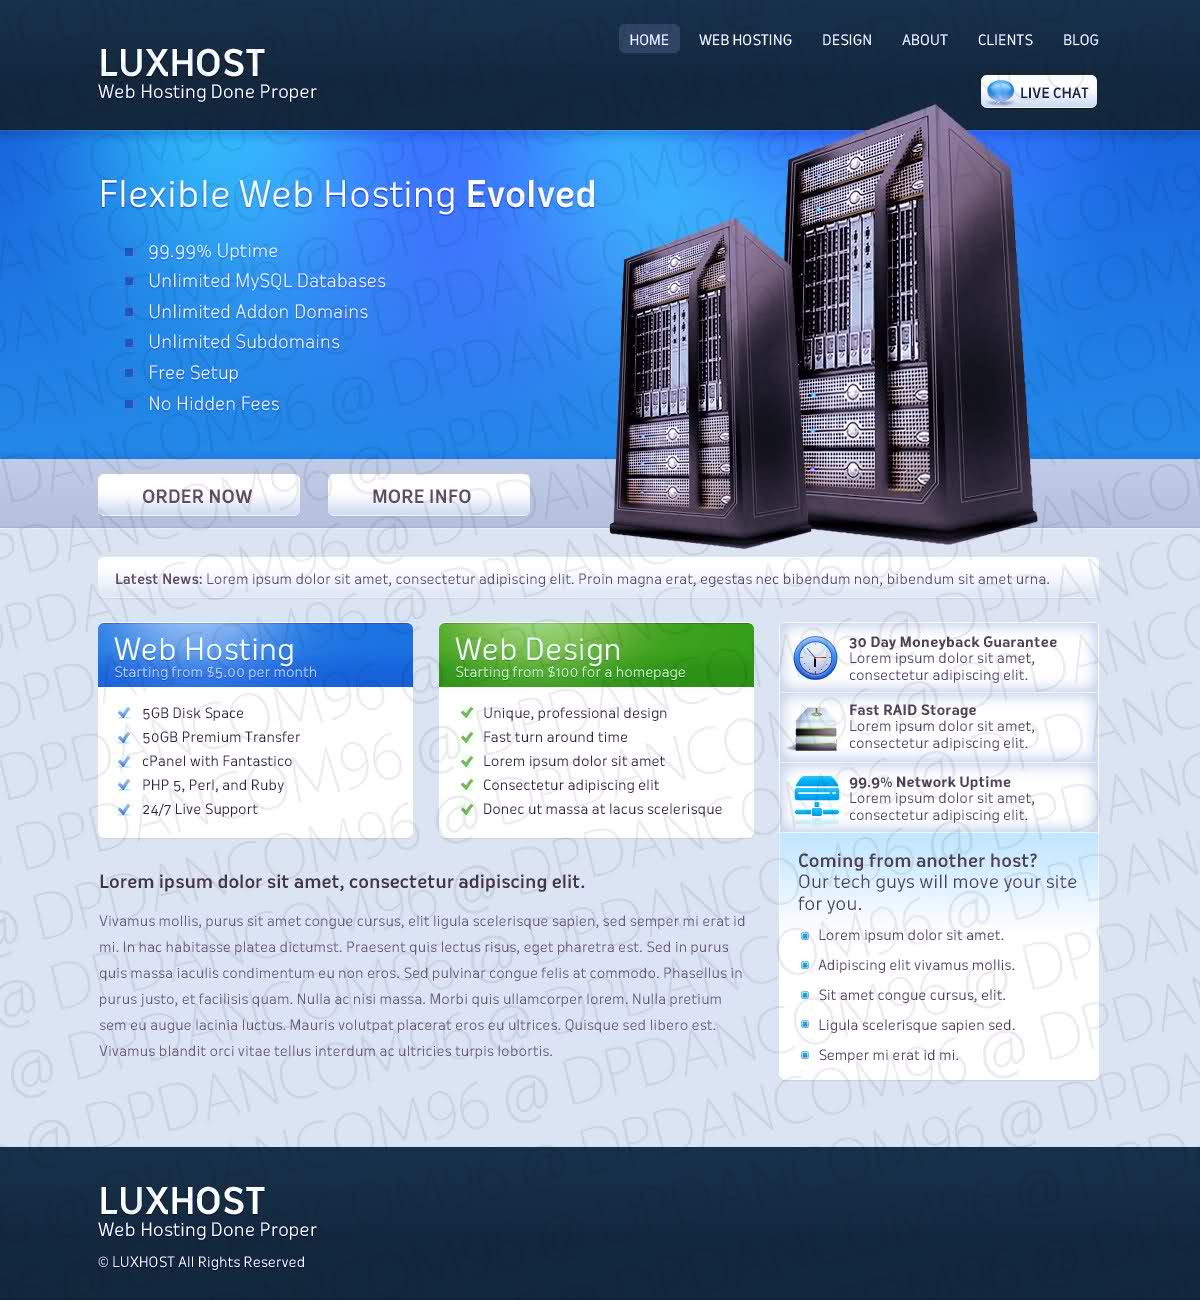 LUXHOST
Web Hosting Done Proper
HOME WEB HOSTING DESIGN ABOUT CLIENTS BLOG
LIVE CHAT
Flexible Web Hosting Evolved
99.99% Uptime
Unlimited MySQL Databases
Unlimited Addon Domains
Unlimited Subdomains
Free Setup
No Hidden Fees
ORDER NOW
MORE INFO
Latest News: Lorem ipsum dolor sit amet, consectetur adipiscing elit. Proin magna erat, egestas nec bibendum non, bibendum sit amet urna.
Web Hosting
Starting from $5.00 per month
5GB Disk Space
50GB Premium Transfer
cPanel with Fantastico
PHP 5, Perl, and Ruby
24/7 Live Support
Web Design
Starting from $100 for a homepage
Unique, professional design
Fast turn around time
Lorem ipsum dolor sit amet
Consectetur adipiscing elit
Donec ut massa at lacus scelerisque
30 Day Moneyback Guarantee
Lorem ipsum dolor sit amet,
consectetur adipiscing elit.
Fast RAID Storage
Lorem ipsum dolor sit amet,
consectetur adipiscing elit.
99.9% Network Uptime
Lorem ipsum dolor sit amet,
consectetur adipiscing elit.
Coming from another host?
Our tech guys will move your site
for you.
Lorem ipsum dolor sit amet.
Adipiscing elit vivamus mollis.
Sit amet congue cursus, elit.
Ligula scelerisque sapien sed.
Semper mi erat id mi.
Lorem ipsum dolor sit amet, consectetur adipiscing elit.
Vivamus mollis, purus sit amet congue cursus, elit ligula scelerisque sapien, sed semper mi erat id
mi. In hac habitasse platea dictumst. Praesent quis lectus risus, eget pharetra est. Sed in purus
quis massa iaculis condimentum eu non eros. Sed pulvinar congue felis at commodo. Phasellus in
purus justo, et facilisis quam. Nulla ac nisi massa. Morbi quis ullamcorper lorem. Nulla pretium
sem eu augue lacinia luctus. Mauris volutpat placerat eros eu ultrices. Quisque sed libero est.
Vivamus blandit orci vitae tellus interdum ac ultricies turpis lobortis.
LUXHOST
Web Hosting Done Proper
© LUXHOST All Rights Reserved
DPDANCOM96 @ DPDANCOM96 @ DPDANCOM96